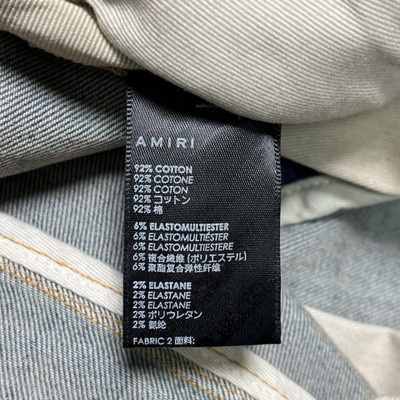 AMIRI
92% COTTON
92% COTONE
92% COTON
92% コットン
92% 棉
6% ELASTOMULTIESTER
6% ELASTOMULTIÉSTER
6% ELASTOMULTIESTERE
6% 複合繊維 (ポリエステル)
6% 聚酯复合弹性纤维
2% ELASTANE
2% ELASTANE
2% ELASTANE
2% ポリウレタン
2% 氨纶
FABRIC 2 面料: